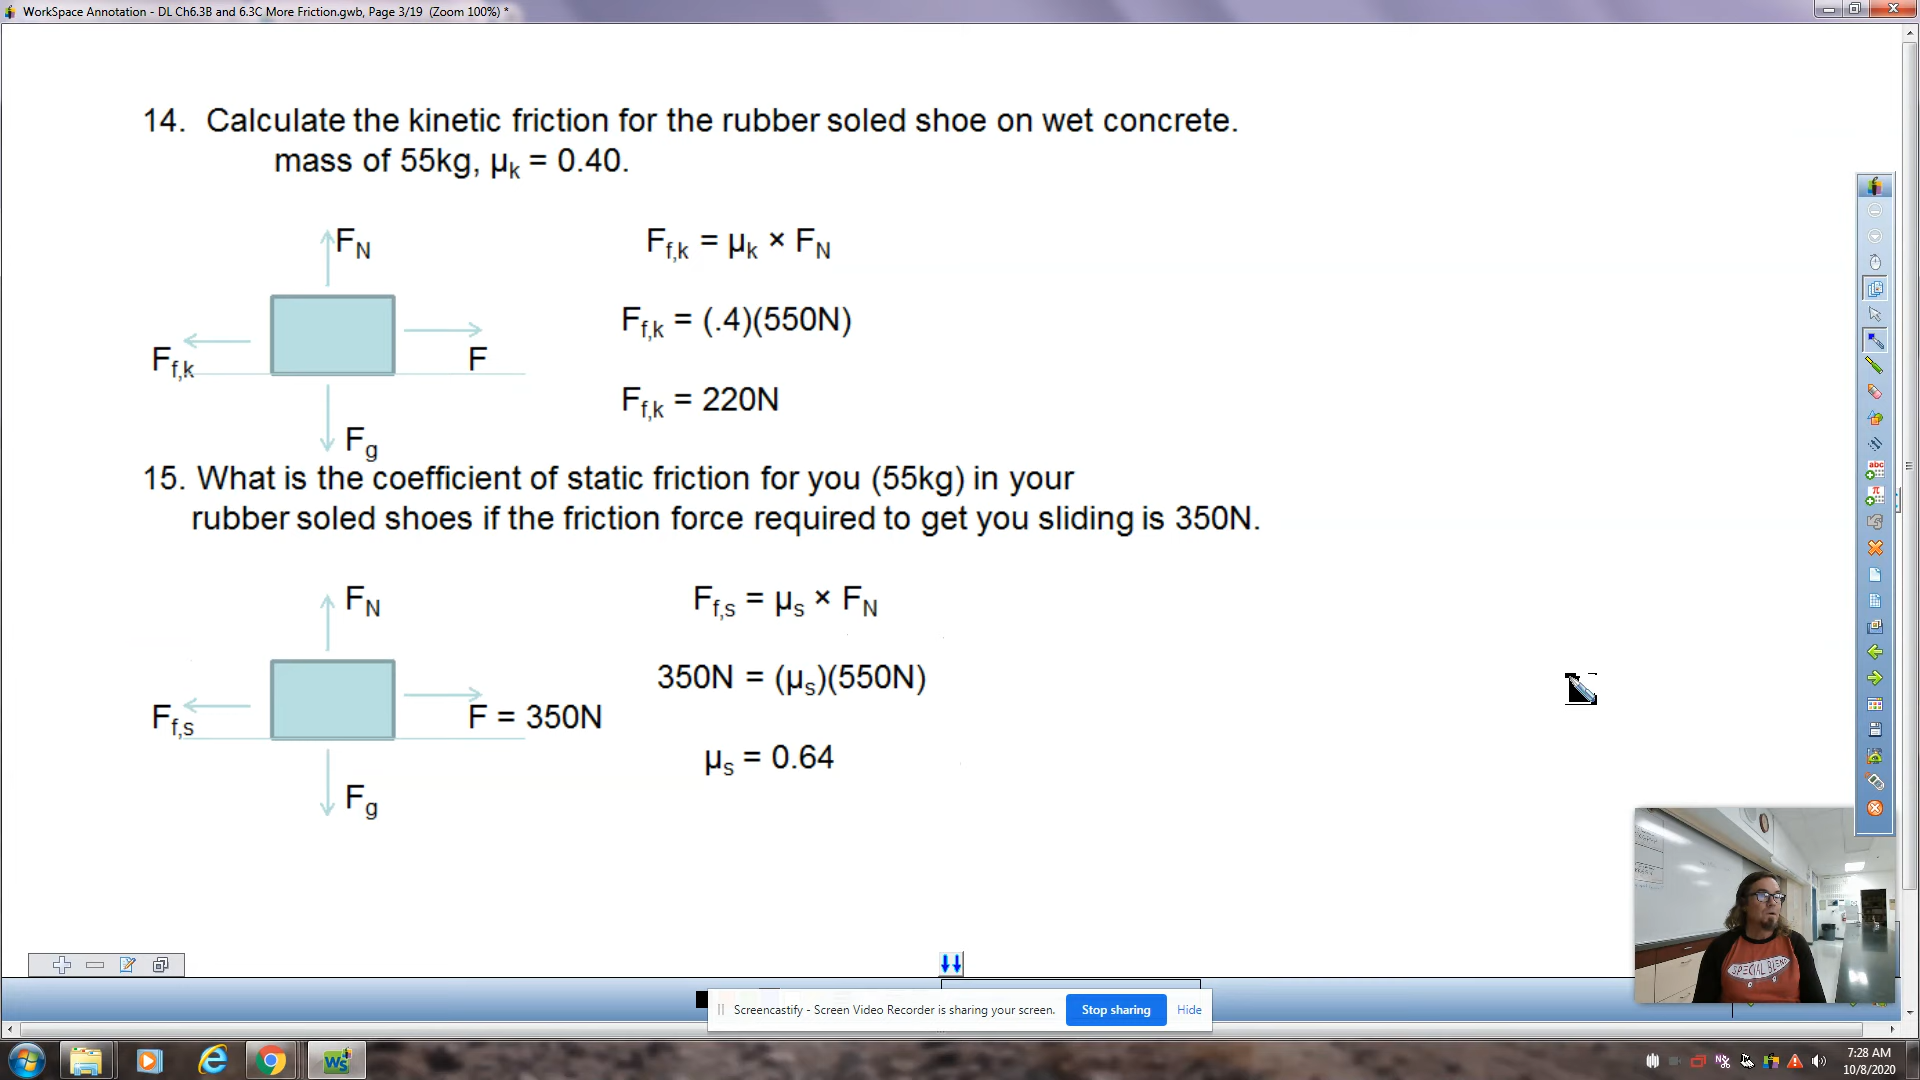 WorkSpace Annotation - DL Ch6.3B and 6.3C More Friction.gwb, Page 3/19 (Zoom 100%) *
14. Calculate the kinetic friction for the rubber soled shoe on wet concrete.
mass of 55kg, μk = 0.40.
FN
Ff,k = μk × FN
Ff,k = (.4)(550N)
Ff,k
F
Ff,k = 220N
Fg
15. What is the coefficient of static friction for you (55kg) in your
rubber soled shoes if the friction force required to get you sliding is 350N.
FN
Ff,s = μs × FN
350N = (μs)(550N)
Ff,s
F = 350N
μs = 0.64
Fg
abc
π
SPECIAL BLEND
Screencastify - Screen Video Recorder is sharing your screen.
Stop sharing
Hide
WS
7:28 AM
10/8/2020